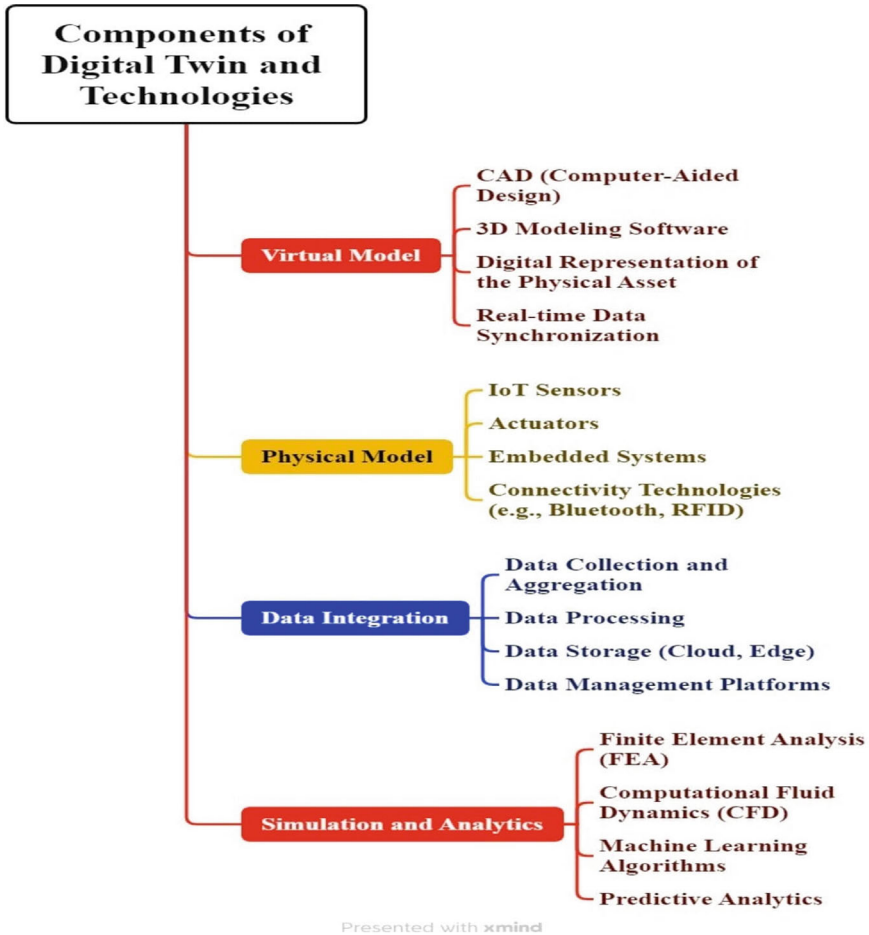 Components of
Digital Twin and
Technologies
CAD (Computer-Aided
Design)
3D Modeling Software
Virtual Model
Digital Representation of
the Physical Asset
Real-time Data
Synchronization
IoT Sensors
Actuators
Physical Model
Embedded Systems
Connectivity Technologies
(e.g., Bluetooth, RFID)
Data Collection and
Aggregation
Data Integration
Data Processing
Data Storage (Cloud, Edge)
Data Management Platforms
Finite Element Analysis
(FEA)
Computational Fluid
Dynamics (CFD)
Simulation and Analytics
Machine Learning
Algorithms
Predictive Analytics
Presented with xmind